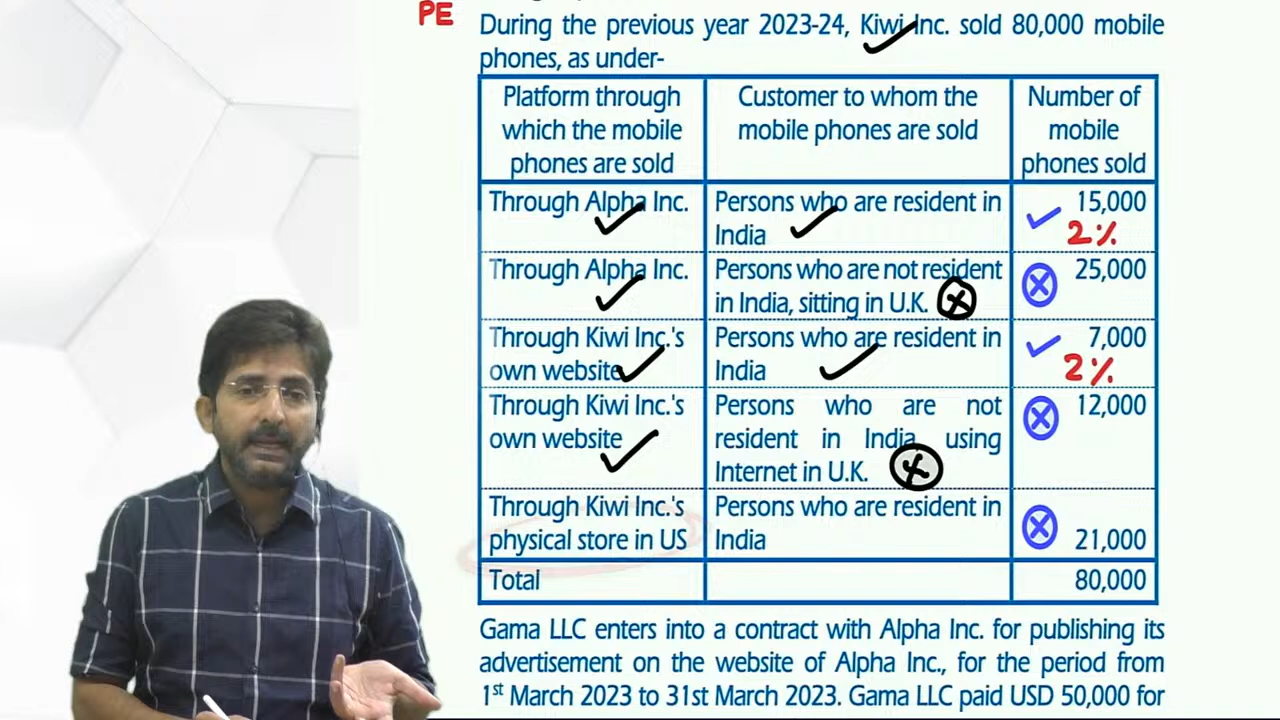 PE
During the previous year 2023-24, Kiwi Inc. sold 80,000 mobile
phones, as under-
Platform through
which the mobile
phones are sold
Customer to whom the
mobile phones are sold
Number of
mobile
phones sold
Through Alpha Inc.
Persons who are resident in
India
15,000
2%
Through Alpha Inc.
Persons who are not resident
in India, sitting in U.K.
25,000
Through Kiwi Inc.'s
own website
Persons who are resident in
India
7,000
2%
Through Kiwi Inc.'s
own website
Persons who are not
resident in India using
Internet in U.K.
12,000
Through Kiwi Inc.'s
physical store in US
Persons who are resident in
India
21,000
Total
80,000
Gama LLC enters into a contract with Alpha Inc. for publishing its
advertisement on the website of Alpha Inc., for the period from
1st March 2023 to 31st March 2023. Gama LLC paid USD 50,000 for